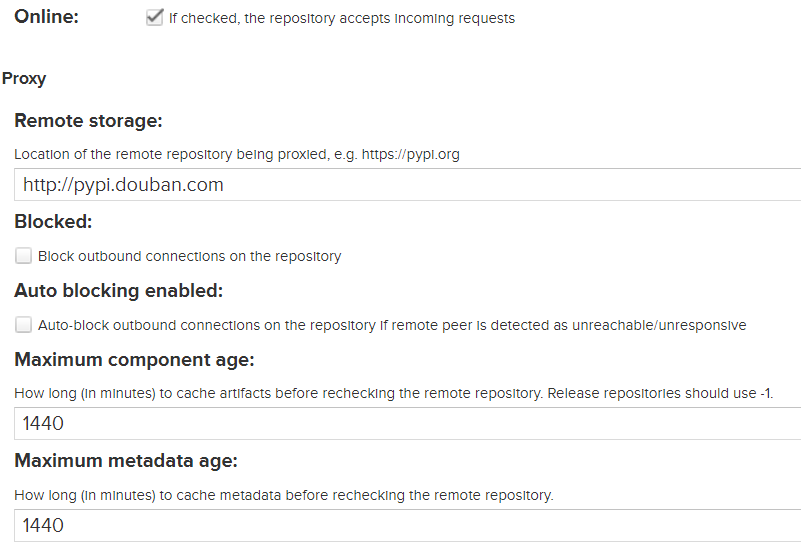 Online:
If checked, the repository accepts incoming requests
Proxy
Remote storage:
Location of the remote repository being proxied, e.g. https://pypi.org
http://pypi.douban.com
Blocked:
Block outbound connections on the repository
Auto blocking enabled:
Auto-block outbound connections on the repository if remote peer is detected as unreachable/unresponsive
Maximum component age:
How long (in minutes) to cache artifacts before rechecking the remote repository. Release repositories should use -1.
1440
Maximum metadata age:
How long (in minutes) to cache metadata before rechecking the remote repository.
1440